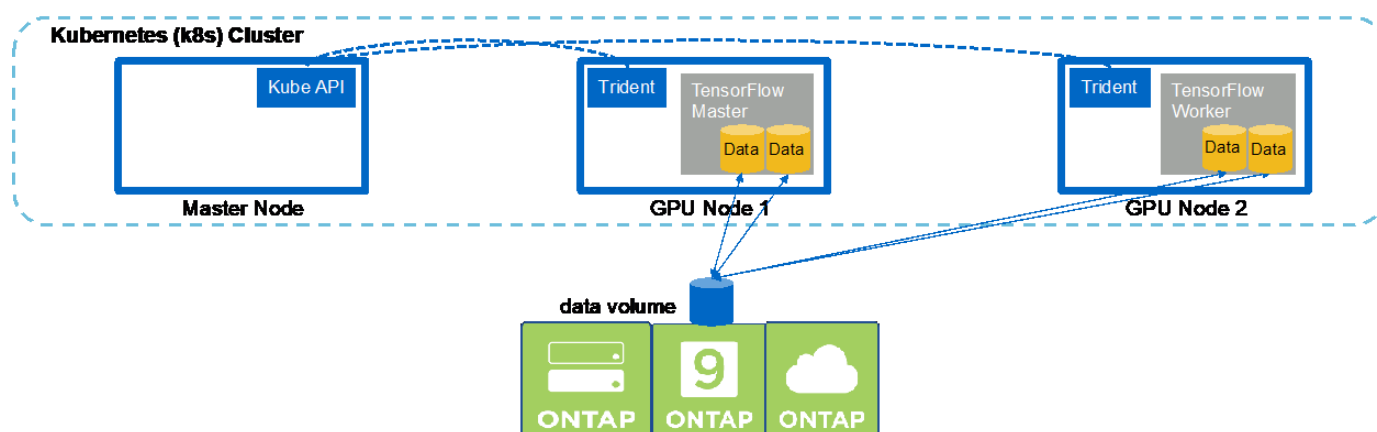 Kubernetes (k8s) Cluster
Kube API
Trident
TensorFlow
Master
Data Data
Trident
TensorFlow
Worker
Data Data
Master Node
GPU Node 1
GPU Node 2
data volume
9
ONTAP
ONTAP
ONTAP